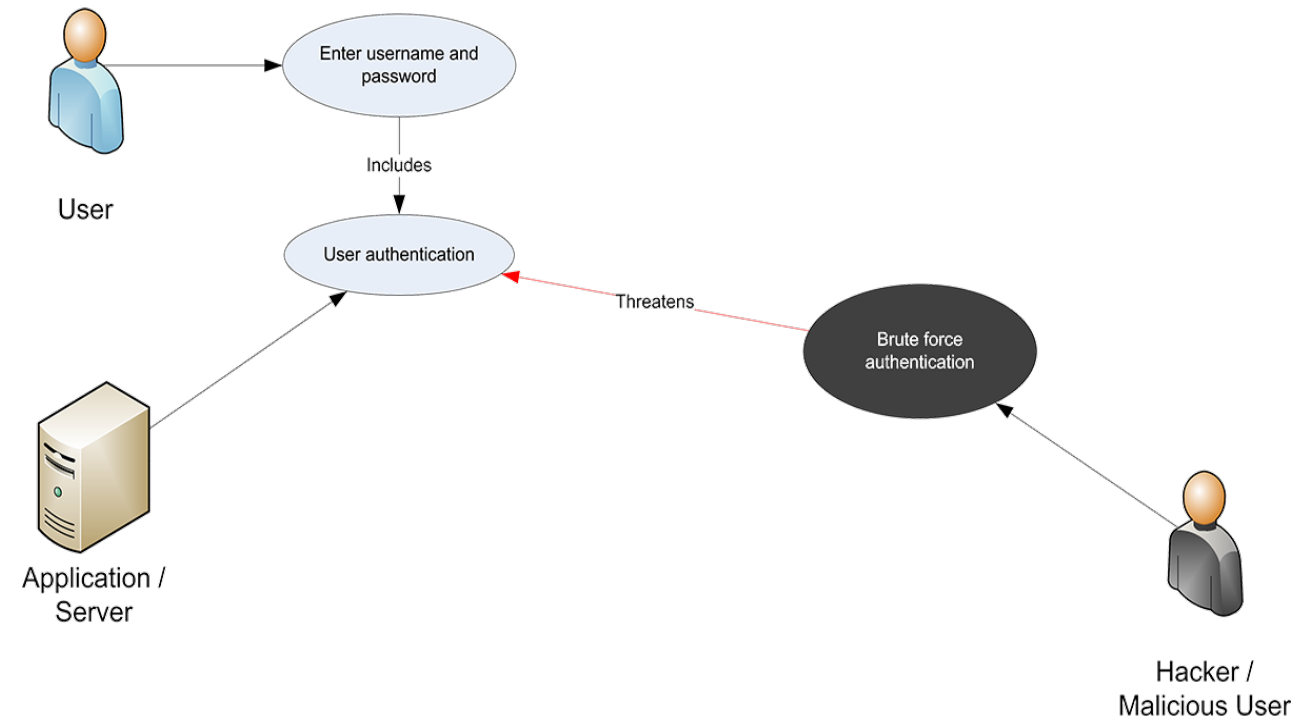 Enter username and
password
Includes
User
User authentication
Threatens
Brute force
authentication
Application /
Server
Hacker /
Malicious User